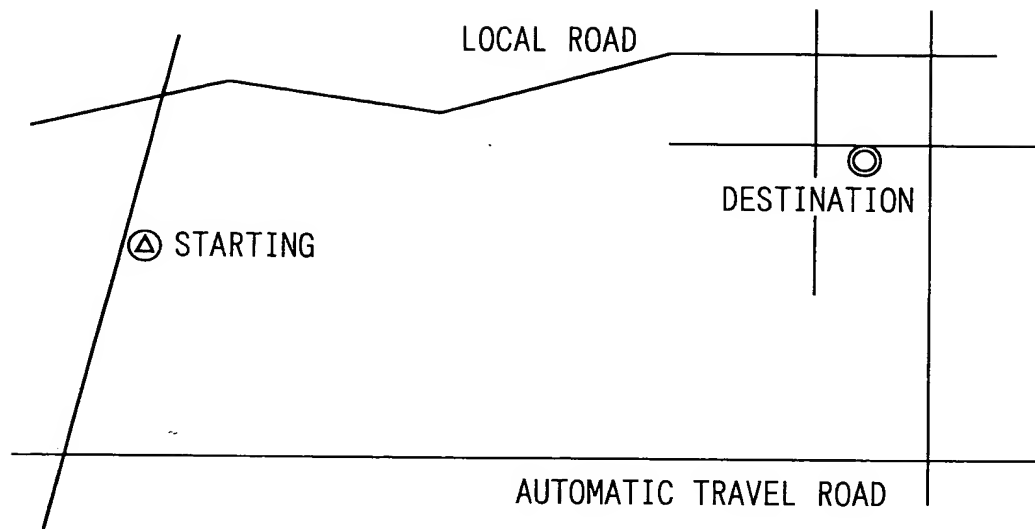 LOCAL ROAD
DESTINATION
STARTING
AUTOMATIC TRAVEL ROAD